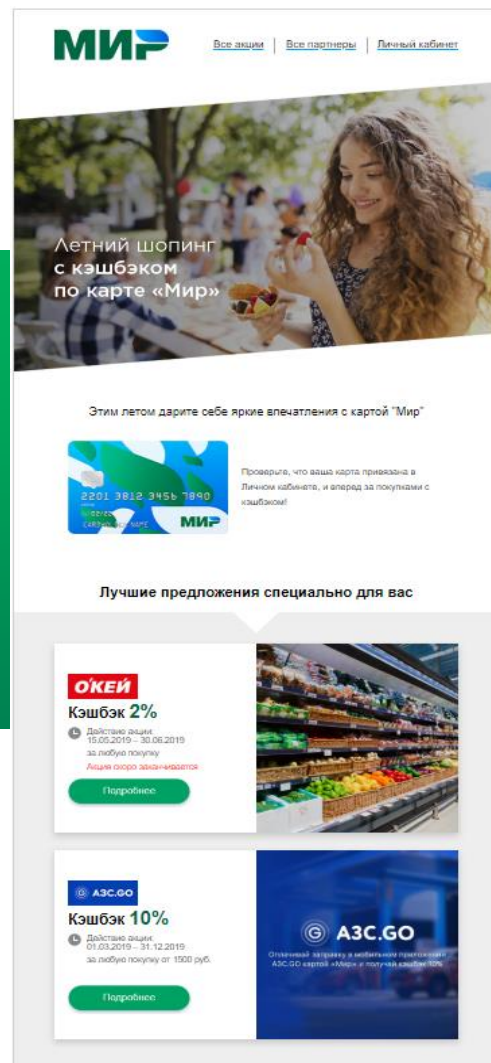 МИР
Все акции | Все партнеры | Личный кабинет
Летний шопинг
с кэшбэком
по карте «Мир»
Этим летом дарите себе яркие впечатления с картой "Мир"
Проверьте, что ваша карта привязана в
Личном кабинете, и вперед за покупками с
кэшбэком!
2201 3812 3456 7890
CARDHOLDER NAME
МИР
Лучшие предложения специально для вас
О'КЕЙ
Кэшбэк 2%
Действие акции:
15.05.2019 – 30.06.2019
за любую покупку
Акция скоро заканчивается
Подробнее
G АЗС.GO
Кэшбэк 10%
Действие акции:
01.03.2019 – 31.12.2019
за любую покупку от 1500 руб.
Подробнее
G АЗС.GO
Оплачивай заправку в мобильном приложении
АЗС.GO картой «Мир» и получай кэшбэк 10%